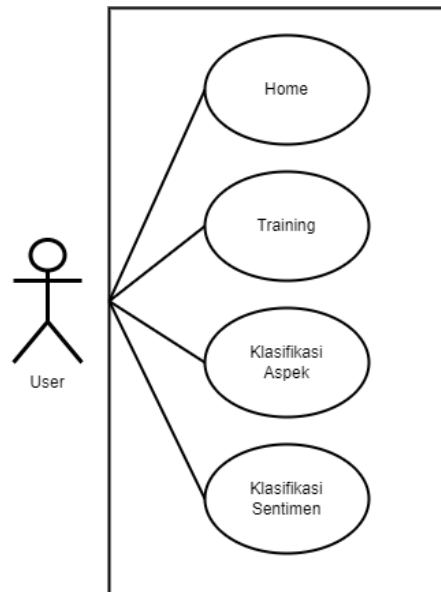 Home
Training
Klasifikasi
Aspek
User
Klasifikasi
Sentimen